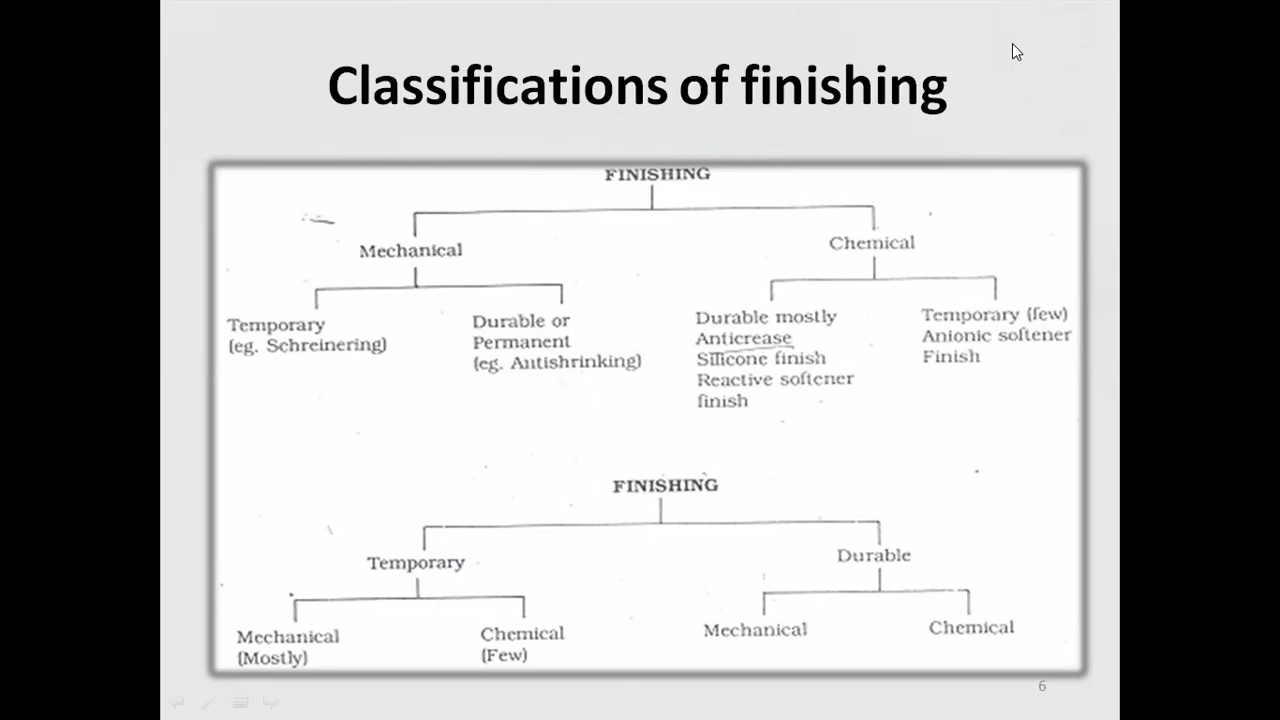 Classifications of finishing
FINISHING
Mechanical
Chemical
Temporary
(eg. Schreinering)
Durable or
Permanent
(eg. Antishrinking)
Durable mostly
Anticrease
Silicone finish
Reactive softener
finish
Temporary (few)
Anionic softener
Finish
FINISHING
Temporary
Durable
Mechanical
(Mostly)
Chemical
(Few)
Mechanical
Chemical
6